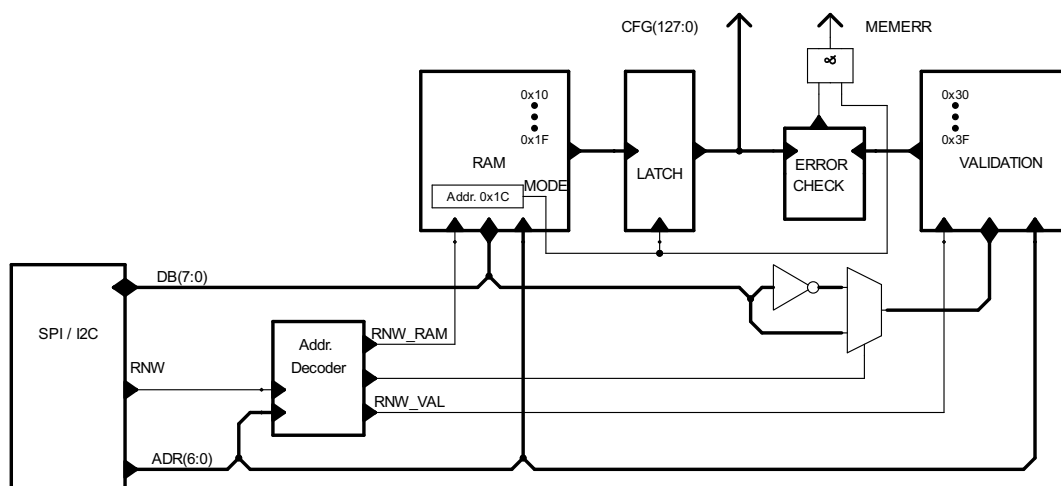 CFG(127:0)
MEMERR
&
0x10
0x1F
RAM
MODE
Addr. 0x1C
LATCH
ERROR
CHECK
0x30
0x3F
VALIDATION
SPI / I2C
DB(7:0)
RNW
ADR(6:0)
Addr.
Decoder
RNW_RAM
RNW_VAL